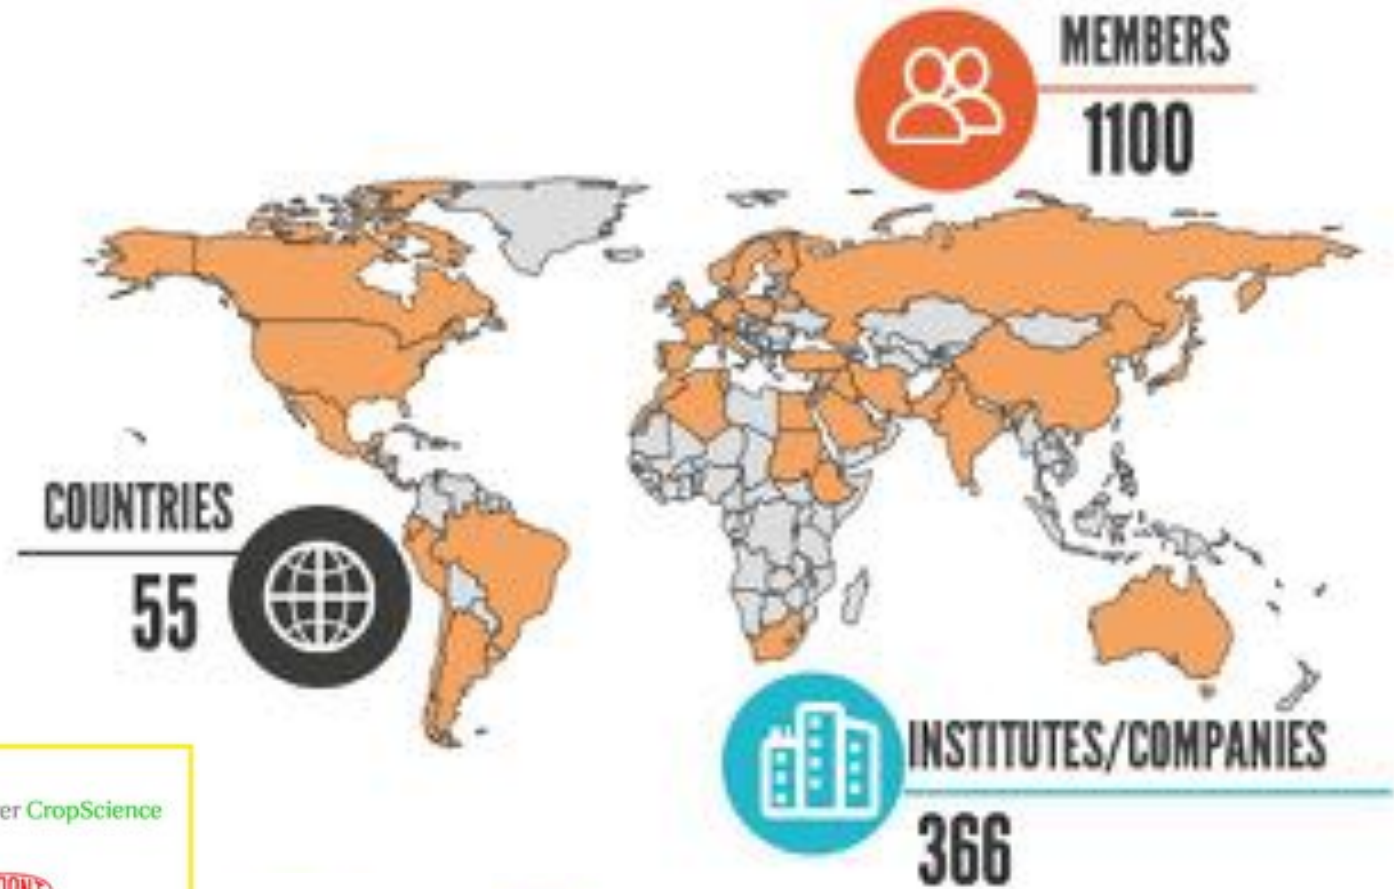 MEMBERS
1100
COUNTRIES
55
INSTITUTES/COMPANIES
366
er CropScience